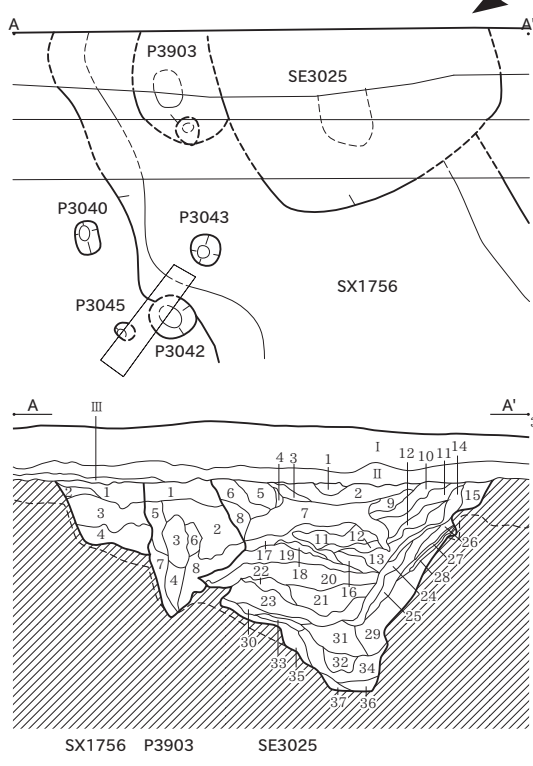 A A'
P3903
SE3025
P3040 P3043
SX1756
P3045
P3042
A Ⅲ A'
4 3 1 Ⅰ 12 10 11 14
Ⅱ
2 1 1 6 5 2 9 15
3 5 8 7
4 3 6 2 11 12 26
7 8 17 19 13 27
4 22 18 20 16 28
23 21 24
25
30 31 29
33 32 34
35
37 36
SX1756 P3903 SE3025